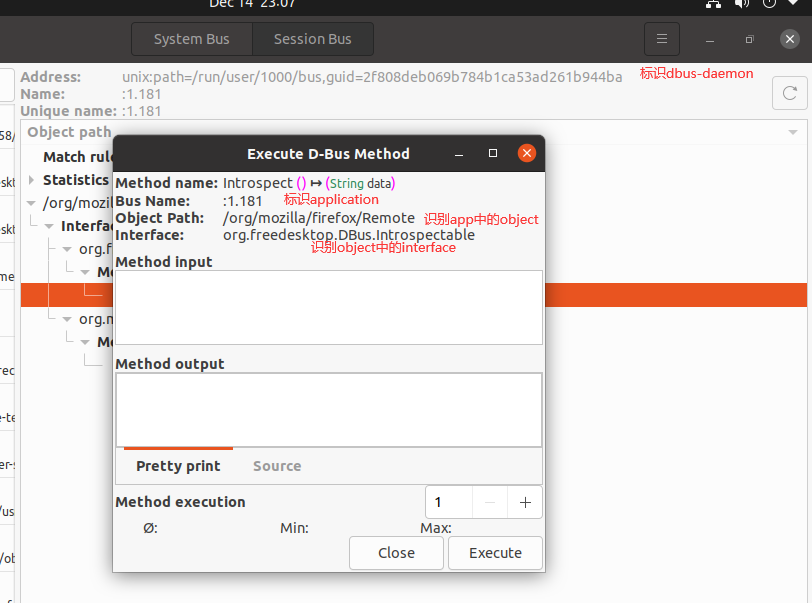 Dec 14 23:07
System Bus
Session Bus
Address: unix:path=/run/user/1000/bus,guid=2f808deb069b784b1ca53ad261b944ba 标识dbus-daemon
Name: :1.181
Unique name: :1.181
Object path
58/
Match rul
Statistics
/org/mozil
Interfac
org.f
org.m
Execute D-Bus Method
Method name: Introspect () ↦ (String data)
Bus Name: :1.181 标识application
Object Path: /org/mozilla/firefox/Remote 识别app中的object
Interface: org.freedesktop.DBus.Introspectable
识别object中的interface
Method input
Method output
Pretty print
Source
Method execution
1
Ø:
Min:
Max:
Close
Execute